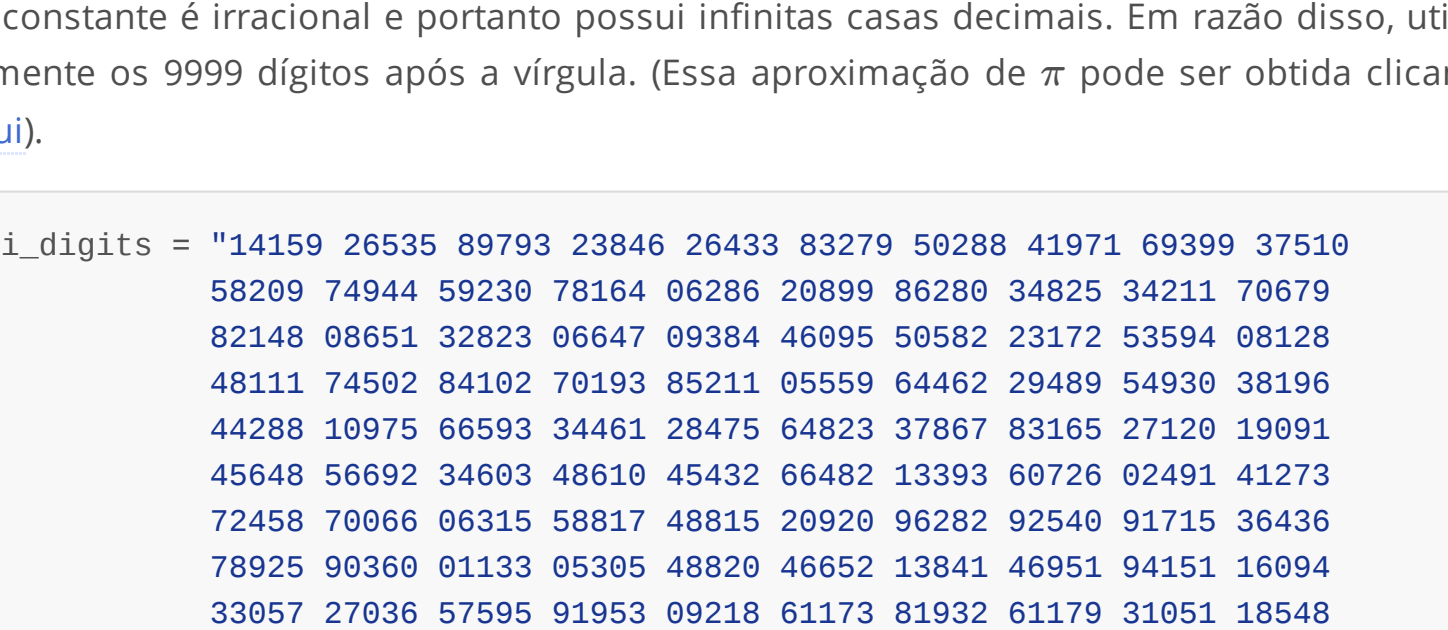 constante é irracional e portanto possui infinitas casas decimais. Em razão disso, uti
mente os 9999 dígitos após a vírgula. (Essa aproximação de π pode ser obtida clicar
ui).
i_digits = "14159 26535 89793 23846 26433 83279 50288 41971 69399 37510
58209 74944 59230 78164 06286 20899 86280 34825 34211 70679
82148 08651 32823 06647 09384 46095 50582 23172 53594 08128
48111 74502 84102 70193 85211 05559 64462 29489 54930 38196
44288 10975 66593 34461 28475 64823 37867 83165 27120 19091
45648 56692 34603 48610 45432 66482 13393 60726 02491 41273
72458 70066 06315 58817 48815 20920 96282 92540 91715 36436
78925 90360 01133 05305 48820 46652 13841 46951 94151 16094
33057 27036 57595 91953 09218 61173 81932 61179 31051 18548